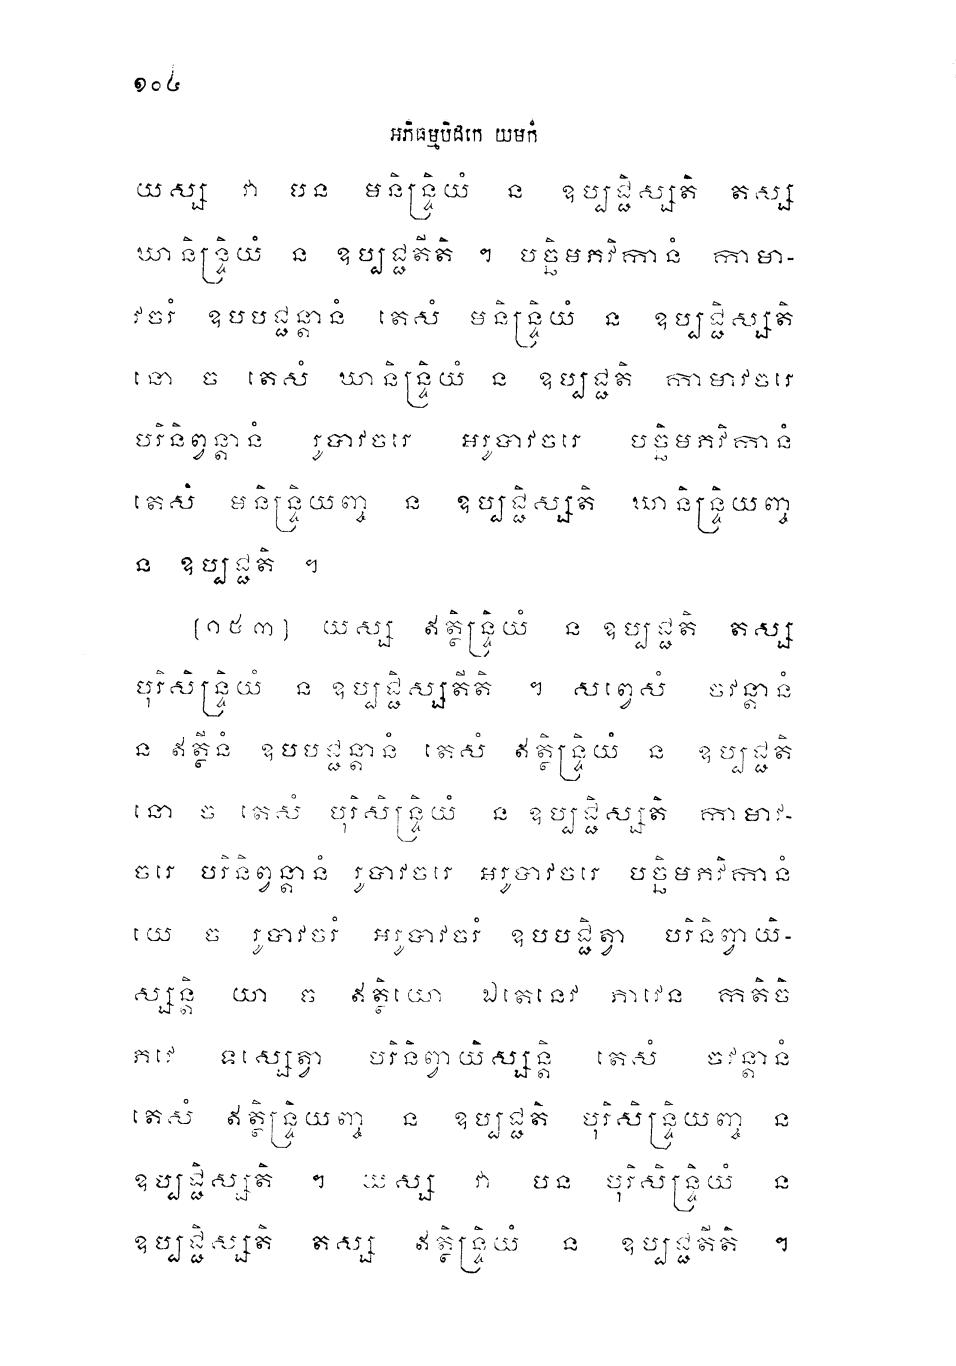 ១០៤
អភិធម្មបិដកេ យមកំ
យស្ស វា បន មនិន្ទ្រិយំ ន ឧប្បជ្ជិស្សតិ តស្ស
ឃានិន្ទ្រិយំ ន ឧប្បជ្ជតីតិ ។ បច្ឆិមភវិកានំ កាមា-
វចរំ ឧបបជ្ជន្តានំ តេសំ មនិន្ទ្រិយំ ន ឧប្បជ្ជិស្សតិ
នោ ច តេសំ ឃានិន្ទ្រិយំ ន ឧប្បជ្ជតិ កាមាវចរេ
បរិនិព្វន្តានំ រូបាវចរេ អរូបាវចរេ បច្ឆិមភវិកានំ
តេសំ មនិន្ទ្រិយញ្ច ន ឧប្បជ្ជិស្សតិ ឃានិន្ទ្រិយញ្ច
ន ឧប្បជ្ជតិ ។
[១៥៣] យស្ស ឥត្ថិន្ទ្រិយំ ន ឧប្បជ្ជតិ តស្ស
បុរិសិន្ទ្រិយំ ន ឧប្បជ្ជិស្សតីតិ ។ សព្វេសំ ចវន្តានំ
ន ឥត្ថីនំ ឧបបជ្ជន្តានំ តេសំ ឥត្ថិន្ទ្រិយំ ន ឧប្បជ្ជតិ
នោ ច តេសំ បុរិសិន្ទ្រិយំ ន ឧប្បជ្ជិស្សតិ កាមាវ-
ចរេ បរិនិព្វន្តានំ រូបាវចរេ អរូបាវចរេ បច្ឆិមភវិកានំ
យេ ច រូបាវចរំ អរូបាវចរំ ឧបបជ្ជិត្វា បរិនិព្វាយិ-
ស្សន្តិ យា ច ឥត្ថិយោ ឯតេនេវ ភាវេន កតិចិ
ភវេ ទស្សេត្វា បរិនិព្វាយិស្សន្តិ តេសំ ចវន្តានំ
តេសំ ឥត្ថិន្ទ្រិយញ្ច ន ឧប្បជ្ជតិ បុរិសិន្ទ្រិយញ្ច ន
ឧប្បជ្ជិស្សតិ ។ យស្ស វា បន បុរិសិន្ទ្រិយំ ន
ឧប្បជ្ជិស្សតិ តស្ស ឥត្ថិន្ទ្រិយំ ន ឧប្បជ្ជតីតិ ។